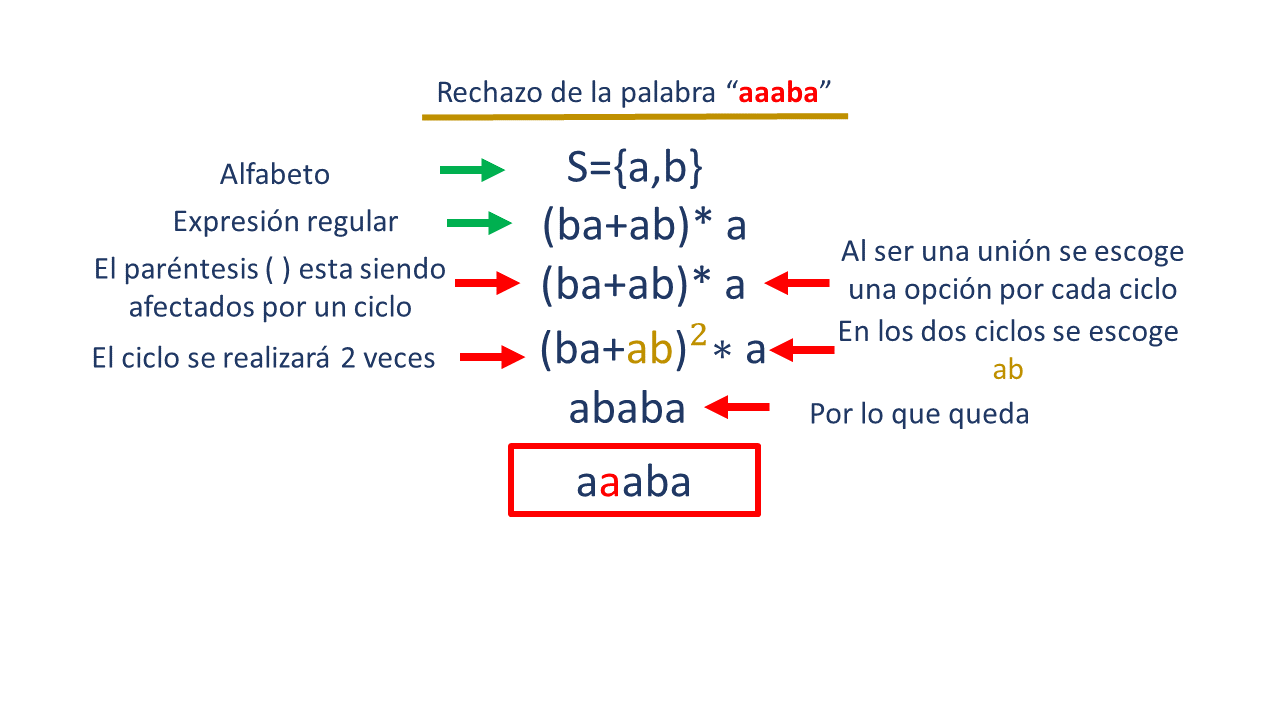 Rechazo de la palabra “aaaba”
Alfabeto
S={a,b}
Expresión regular
(ba+ab)* a
El paréntesis ( ) esta siendo
afectados por un ciclo
(ba+ab)* a
Al ser una unión se escoge
una opción por cada ciclo
El ciclo se realizará 2 veces
(ba+ab)²* a
En los dos ciclos se escoge
ab
ababa
Por lo que queda
aaaba